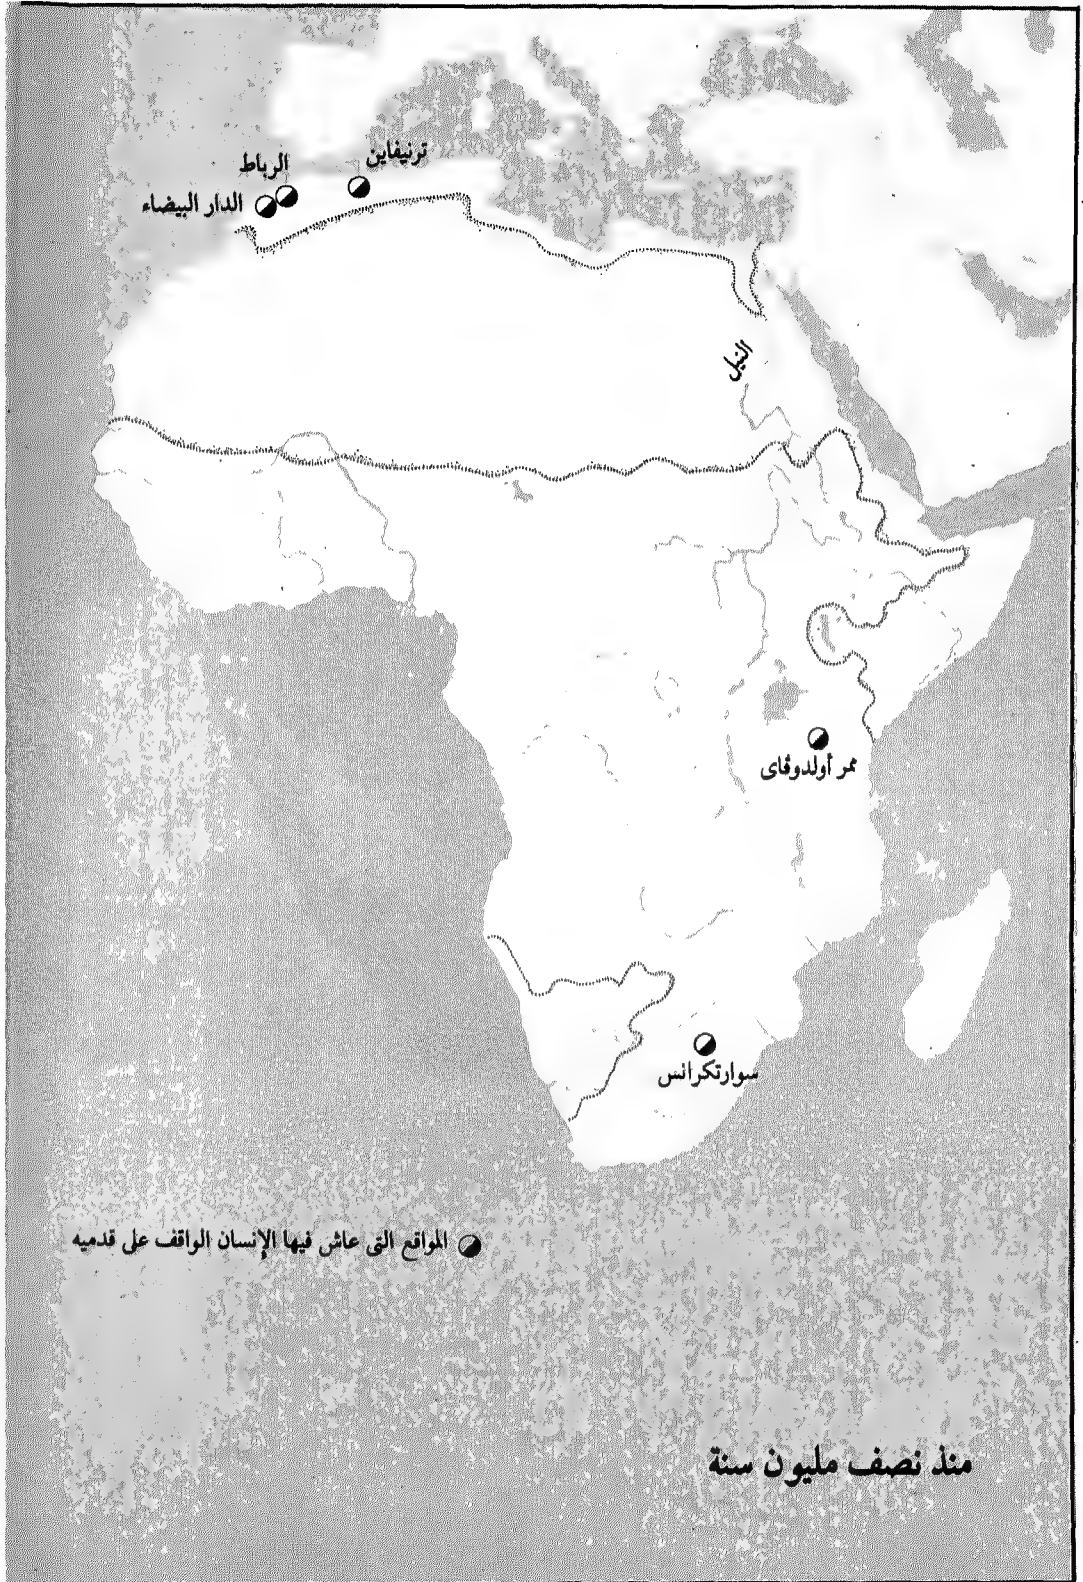 ترنيفاين
الرباط
الدار البيضاء
النيل
ممر أولدوڤاى
سوارتكرانس
المواقع التى عاش فيها الإنسان الواقف على قدميه
منذ نصف مليون سنة